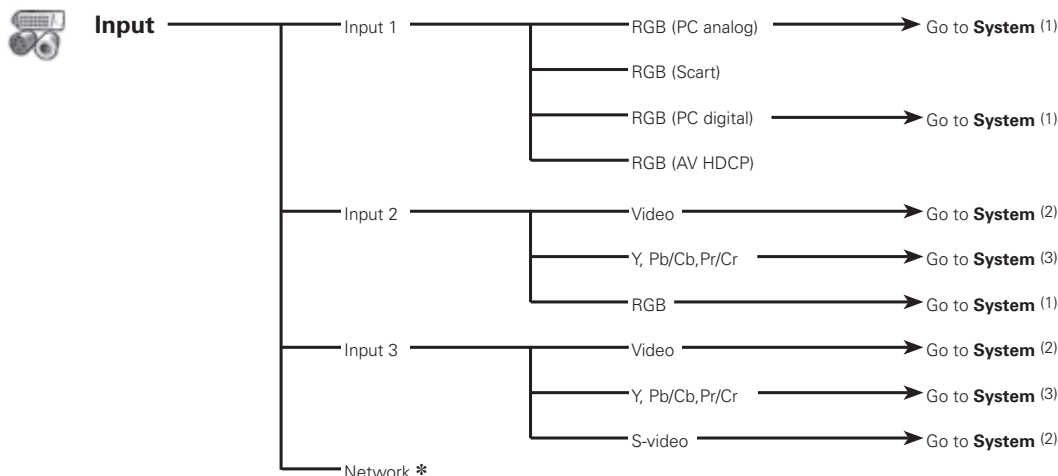 Input Input 1 RGB (PC analog) Go to System (1)
RGB (Scart)
RGB (PC digital) Go to System (1)
RGB (AV HDCP)
Input 2 Video Go to System (2)
Y, Pb/Cb,Pr/Cr Go to System (3)
RGB Go to System (1)
Input 3 Video Go to System (2)
Y, Pb/Cb,Pr/Cr Go to System (3)
S-video Go to System (2)
Network *